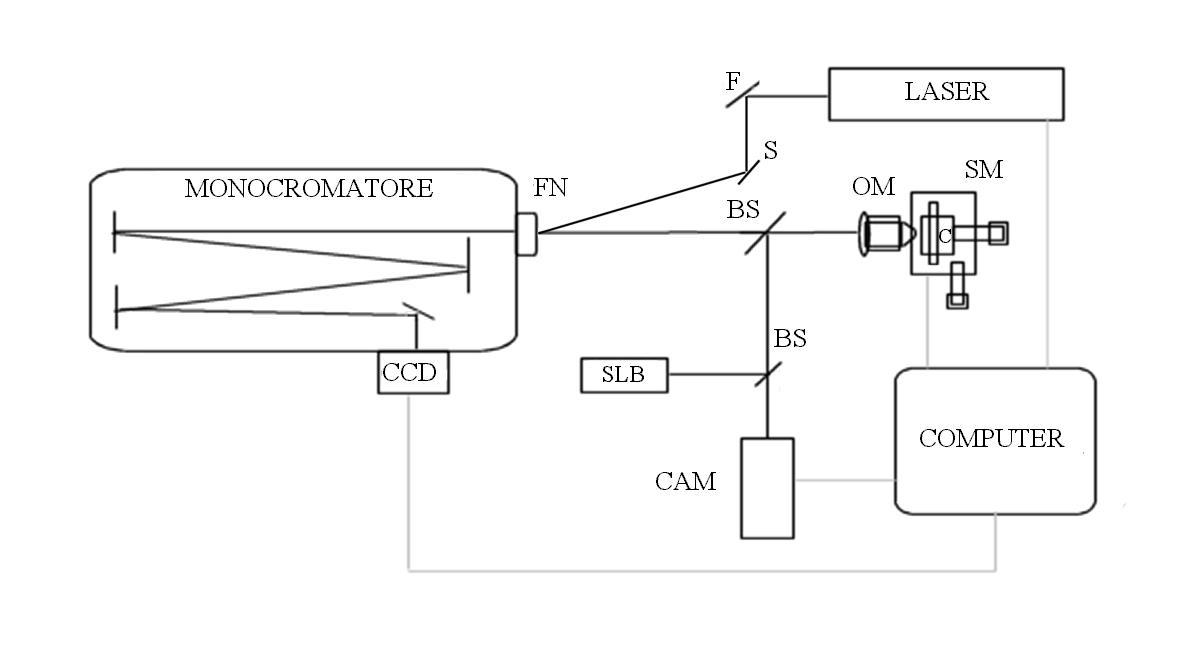 F
LASER
S
MONOCROMATORE
FN
OM
SM
BS
C
BS
CCD
SLB
COMPUTER
CAM